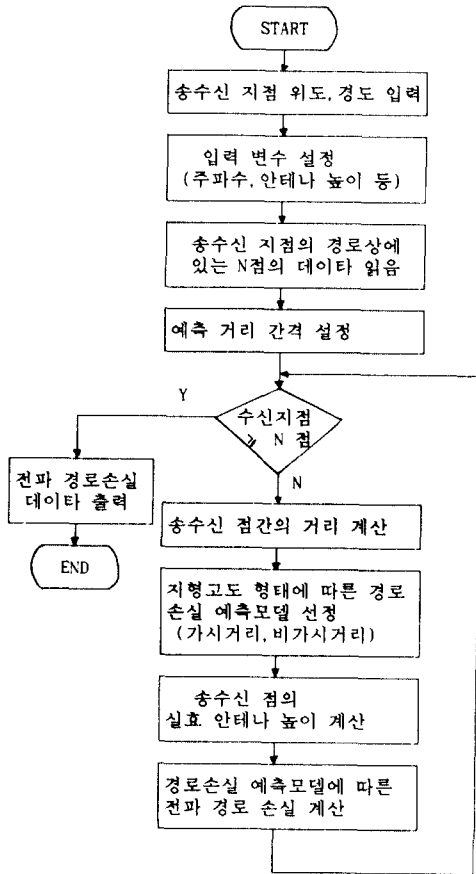 START
송수신 지점 위도,경도 입력
입력 변수 설정
(주파수,안테나 높이 등)
송수신 지점의 경로상에
있는 N점의 데이타 읽음
예측 거리 간격 설정
Y
수신지점
≥ N 점
N
전파 경로손실
데이타 출력
END
송수신 점간의 거리 계산
지형고도 형태에 따른 경로
손실 예측모델 선정
(가시거리,비가시거리)
송수신 점의
실효 안테나 높이 계산
경로손실 예측모델에 따른
전파 경로 손실 계산